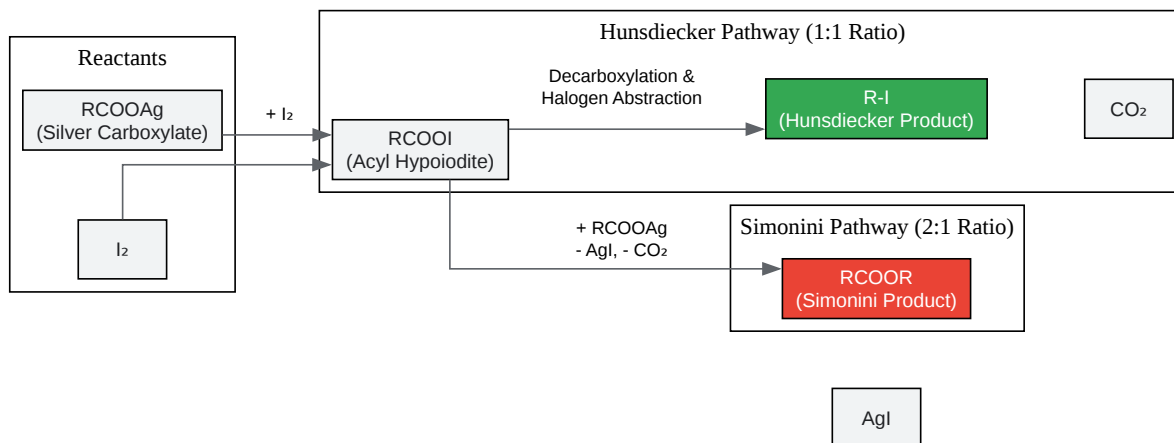 Hunsdiecker Pathway (1:1 Ratio)
Reactants
RCOOAg
(Silver Carboxylate)
+ I₂
I₂
RCOOI
(Acyl Hypoiodite)
Decarboxylation &
Halogen Abstraction
R-I
(Hunsdiecker Product)
CO₂
+ RCOOAg
- AgI, - CO₂
Simonini Pathway (2:1 Ratio)
RCOOR
(Simonini Product)
AgI